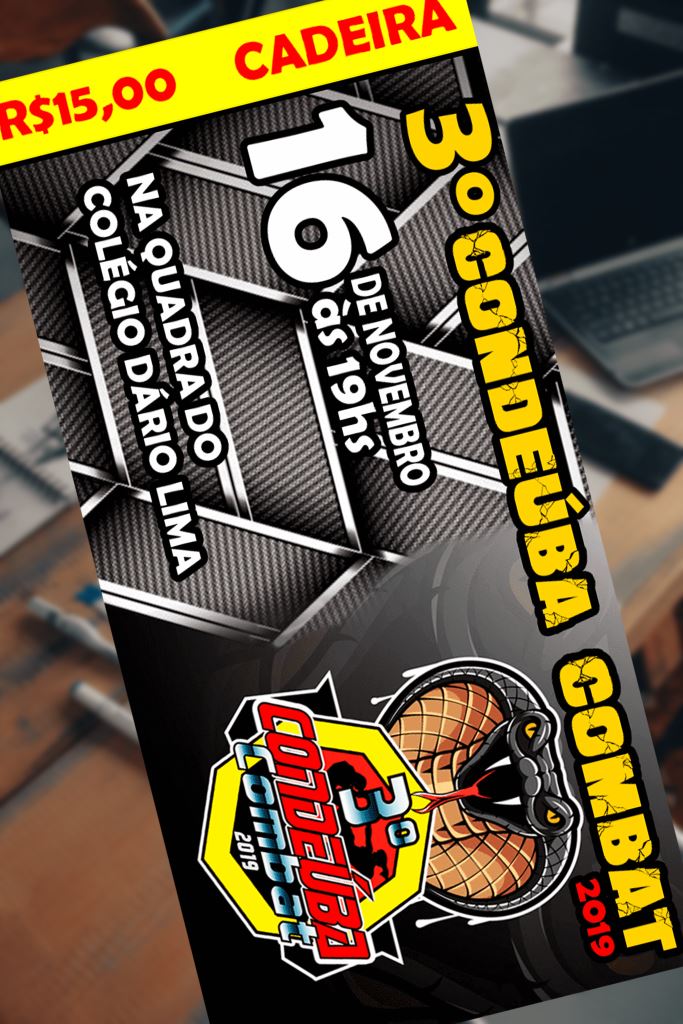 R$15,00 CADEIRA
3º CONDEÚBA COMBAT
2019
16
DE NOVEMBRO
às 19hs
NA QUADRA DO
COLÉGIO DÁRIO LIMA
3º
CONDEÚBA
Combat
2019